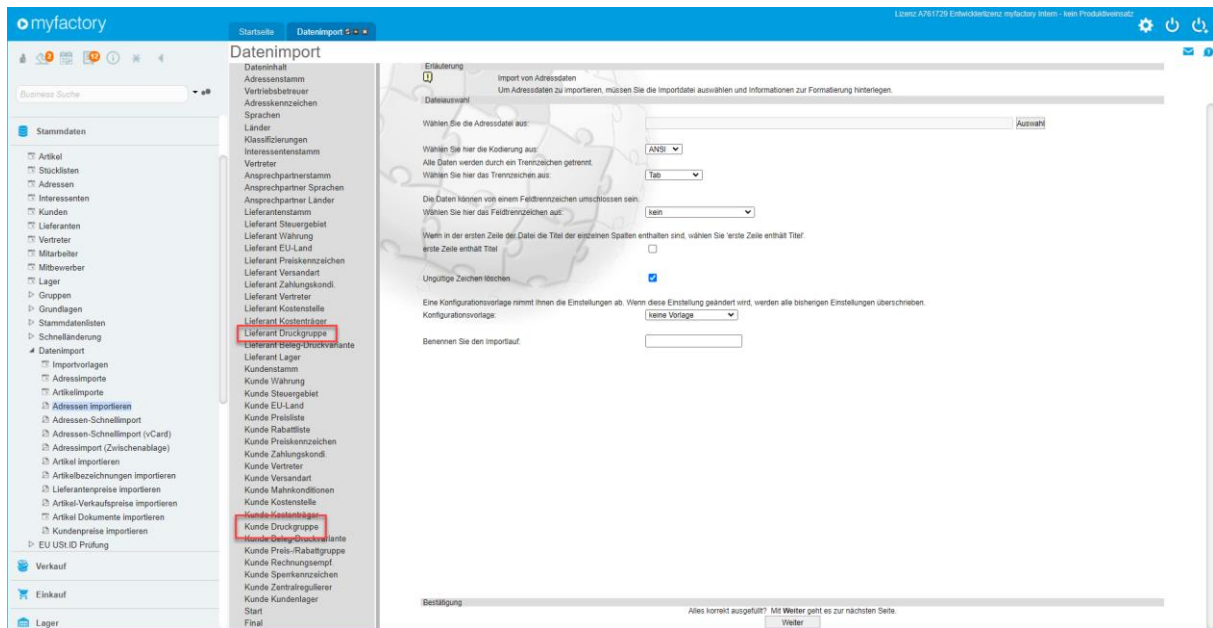 Lizenz A761729 Entwicklerlizenz myfactory Intern - kein Produktiveinsatz
myfactory
Startseite Datenimport
2 12
Datenimport
Business Suche
Stammdaten
Artikel
Stücklisten
Adressen
Interessenten
Kunden
Lieferanten
Vertreter
Mitarbeiter
Mitbewerber
Lager
Gruppen
Grundlagen
Stammdatenlisten
Schnelländerung
Datenimport
Importvorlagen
Adressimporte
Artikelimporte
Adressen importieren
Adressen-Schnellimport
Adressen-Schnellimport (vCard)
Adressimport (Zwischenablage)
Artikel importieren
Artikelbezeichnungen importieren
Lieferantenpreise importieren
Artikel-Verkaufspreise importieren
Artikel Dokumente importieren
Kundenpreise importieren
EU USt.ID Prüfung
Verkauf
Einkauf
Lager
Dateninhalt
Adressenstamm
Vertriebsbetreuer
Adresskennzeichen
Sprachen
Länder
Klassifizierungen
Interessentenstamm
Vertreter
Ansprechpartnerstamm
Ansprechpartner Sprachen
Ansprechpartner Länder
Lieferantenstamm
Lieferant Steuergebiet
Lieferant Währung
Lieferant EU-Land
Lieferant Preiskennzeichen
Lieferant Versandart
Lieferant Zahlungskondi.
Lieferant Vertreter
Lieferant Kostenstelle
Lieferant Kostenträger
Lieferant Druckgruppe
Lieferant Beleg-Druckvariante
Lieferant Lager
Kundenstamm
Kunde Währung
Kunde Steuergebiet
Kunde EU-Land
Kunde Preisliste
Kunde Rabattliste
Kunde Preiskennzeichen
Kunde Zahlungskondi.
Kunde Vertreter
Kunde Versandart
Kunde Mahnkonditionen
Kunde Kostenstelle
Kunde Kostenträger
Kunde Druckgruppe
Kunde Beleg-Druckvariante
Kunde Preis-/Rabattgruppe
Kunde Rechnungsempf.
Kunde Sperrkennzeichen
Kunde Zentralregulierer
Kunde Kundenlager
Start
Final
Erläuterung
Import von Adressdaten
Um Adressdaten zu importieren, müssen Sie die Importdatei auswählen und Informationen zur Formatierung hinterlegen.
Dateiauswahl
Wählen Sie die Adressdatei aus: Auswahl
Wählen Sie hier die Kodierung aus: ANSI
Alle Daten werden durch ein Trennzeichen getrennt.
Wählen Sie hier das Trennzeichen aus: Tab
Die Daten können von einem Feldtrennzeichen umschlossen sein.
Wählen Sie hier das Feldtrennzeichen aus: kein
Wenn in der ersten Zeile der Datei die Titel der einzelnen Spalten enthalten sind, wählen Sie 'erste Zeile enthält Titel'.
erste Zeile enthält Titel
Ungültige Zeichen löschen
Eine Konfigurationsvorlage nimmt Ihnen die Einstellungen ab. Wenn diese Einstellung geändert wird, werden alle bisherigen Einstellungen überschrieben.
Konfigurationsvorlage: keine Vorlage
Benennen Sie den Importlauf:
Bestätigung
Alles korrekt ausgefüllt? Mit Weiter geht es zur nächsten Seite.
Weiter